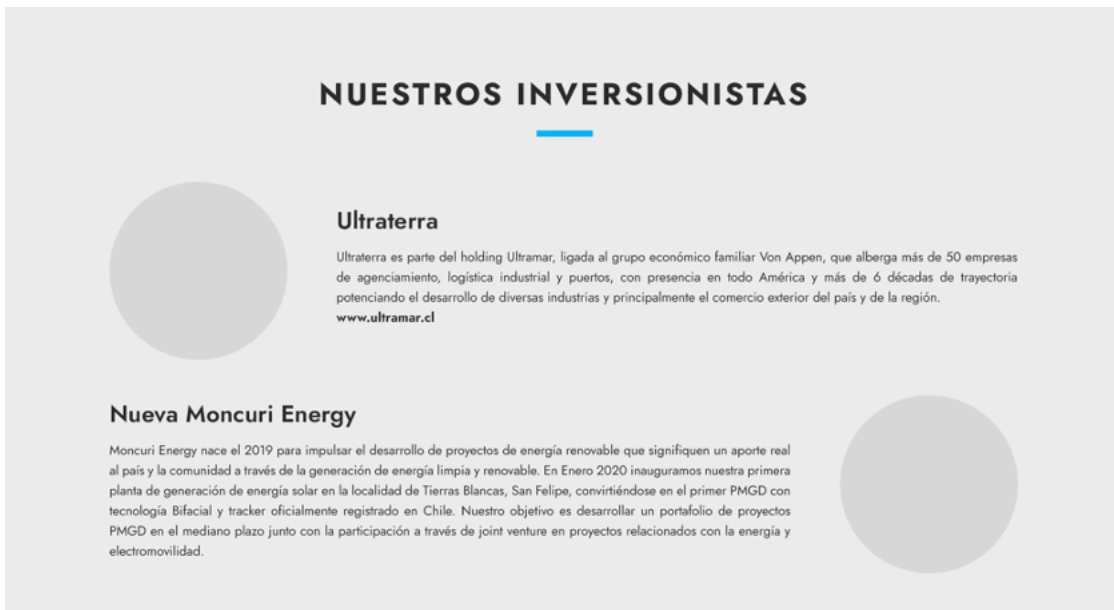 NUESTROS INVERSIONISTAS
Ultraterra
Ultraterra es parte del holding Ultramar, ligada al grupo económico familiar Von Appen, que alberga más de 50 empresas
de agenciamiento, logística industrial y puertos, con presencia en todo América y más de 6 décadas de trayectoria
potenciando el desarrollo de diversas industrias y principalmente el comercio exterior del país y de la región.
www.ultramar.cl
Nueva Moncuri Energy
Moncuri Energy nace el 2019 para impulsar el desarrollo de proyectos de energía renovable que signifiquen un aporte real
al país y la comunidad a través de la generación de energía limpia y renovable. En Enero 2020 inauguramos nuestra primera
planta de generación de energía solar en la localidad de Tierras Blancas, San Felipe, convirtiéndose en el primer PMGD con
tecnología Bifacial y tracker oficialmente registrado en Chile. Nuestro objetivo es desarrollar un portafolio de proyectos
PMGD en el mediano plazo junto con la participación a través de joint venture en proyectos relacionados con la energía y
electromovilidad.